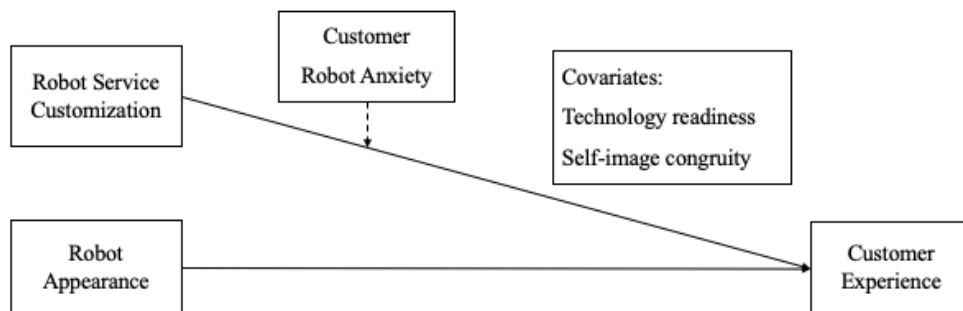 Customer
Robot Anxiety
Robot Service
Customization
Covariates:
Technology readiness
Self-image congruity
Robot
Appearance
Customer
Experience